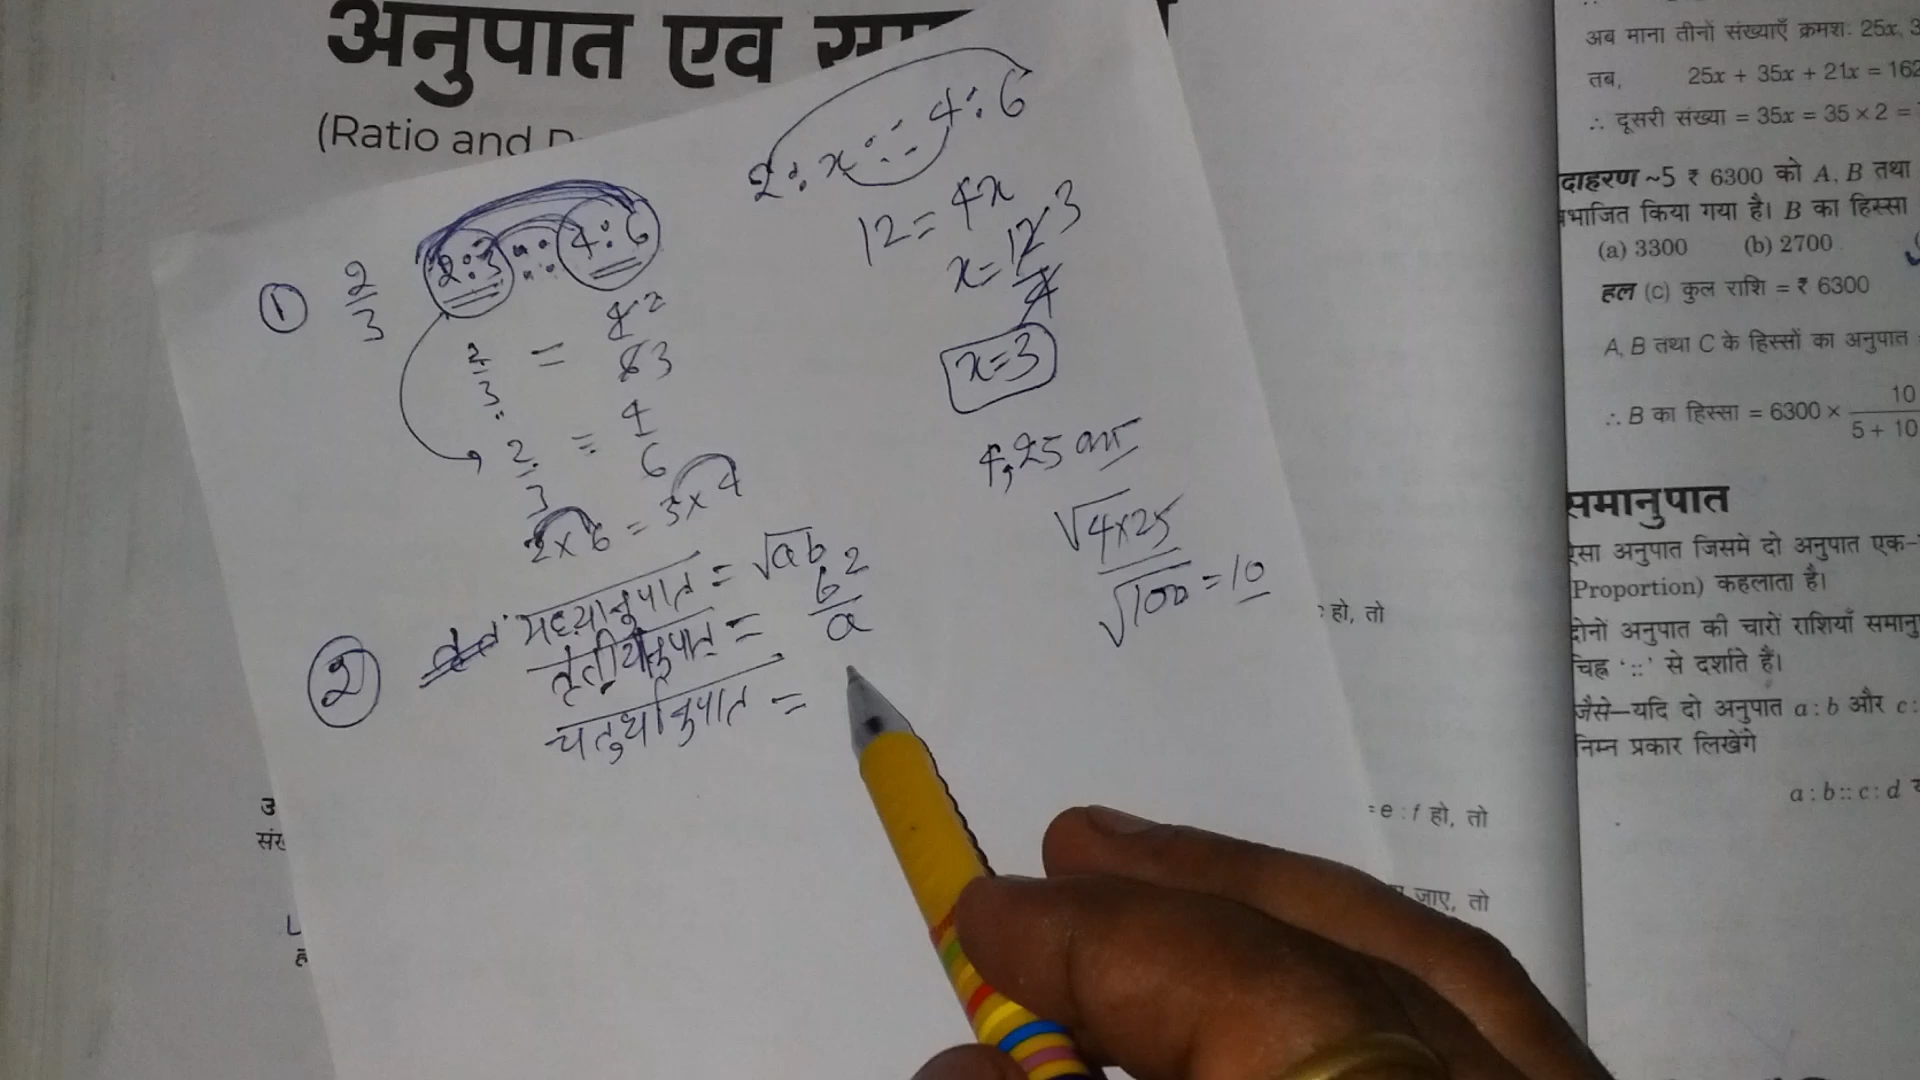 अनुपात एव
(Ratio and
2 : x :: 4 : 6
12 = 4x
x = 12 3
4
x=3
① 2/3 2:3 :: 4:6
2/3 = 4 2/6 3
2/3 = 4/6
2×6 = 3×4
4,25 का
√4×25
√100 = 10
② मध्यानुपात = √ab
तृतीयानुपात = b²/a
चतुर्थानुपात =
हो, तो
= e : f हो, तो
जाए, तो
अब माना तीनों संख्याएँ क्रमशः 25x, 3
तब, 25x + 35x + 21x = 162
∴ दूसरी संख्या = 35x = 35 × 2 =
दाहरण ~5 ₹ 6300 को A, B तथा
भाजित किया गया है। B का हिस्सा
(a) 3300 (b) 2700
हल (c) कुल राशि = ₹ 6300
A, B तथा C के हिस्सों का अनुपात
∴ B का हिस्सा = 6300 × 10/5 + 10
समानुपात
ऐसा अनुपात जिसमें दो अनुपात एक-
Proportion) कहलाता है।
दोनों अनुपात की चारों राशियाँ समानु
चिह्न '::' से दर्शाते हैं।
जैसे—यदि दो अनुपात a : b और c :
निम्न प्रकार लिखेंगे
a : b :: c : d